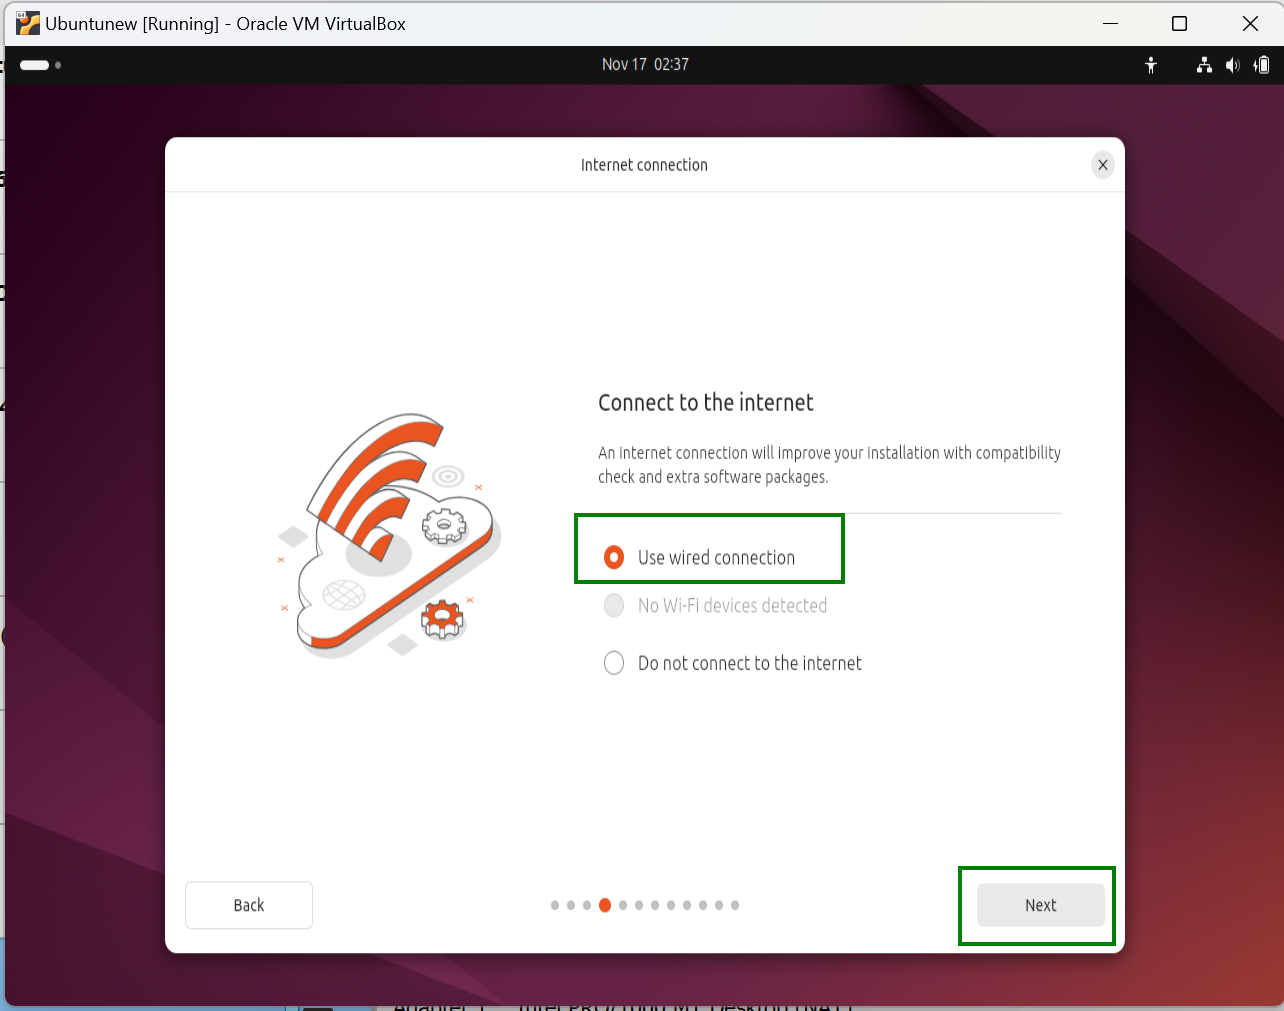 Ubuntunew [Running] - Oracle VM VirtualBox
Nov 17 02:37
Internet connection
Connect to the internet
An internet connection will improve your installation with compatibility
check and extra software packages.
Use wired connection
No Wi-Fi devices detected
Do not connect to the internet
Back
Next